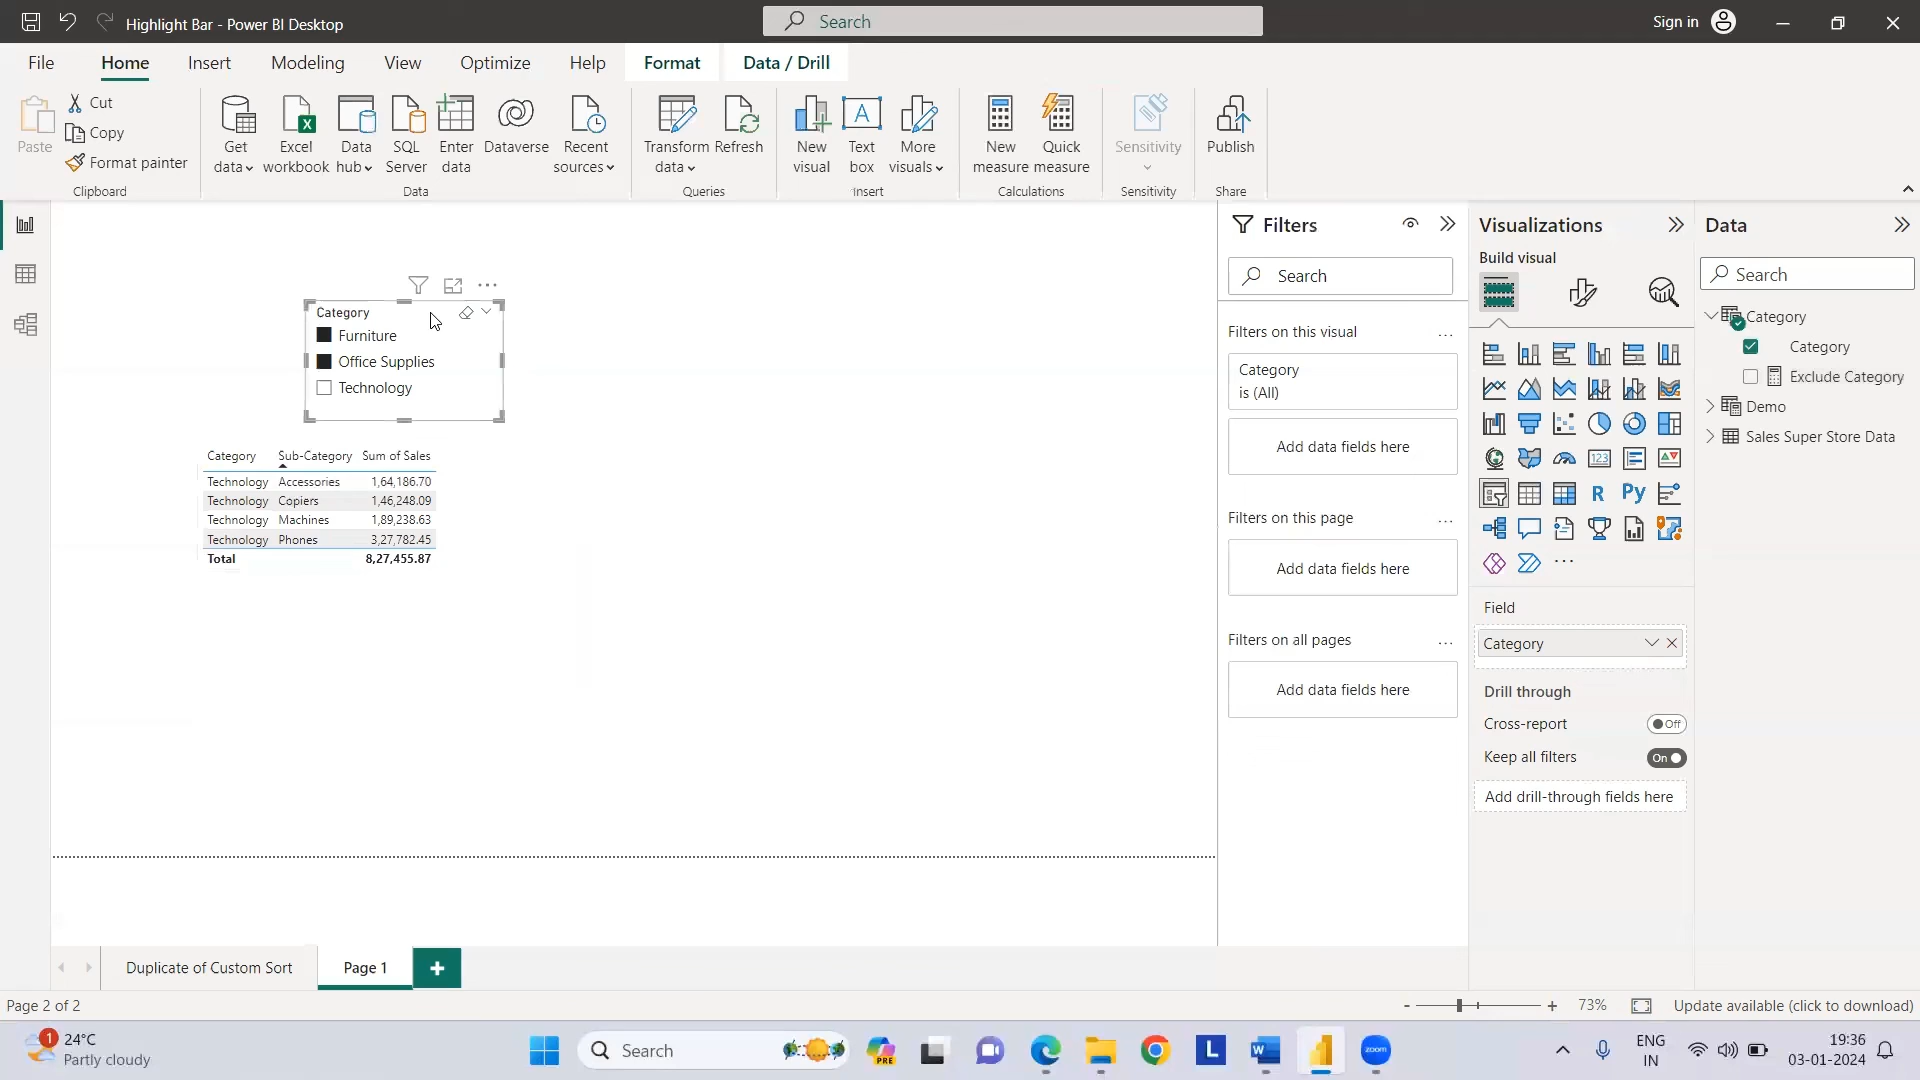 Highlight Bar - Power BI Desktop
Search
Sign in
File
Home
Insert
Modeling
View
Optimize
Help
Format
Data / Drill
Paste
Cut
Copy
Format painter
Clipboard
Get data
Excel workbook
Data hub
SQL Server
Enter data
Dataverse
Recent sources
Data
Transform data
Refresh
Queries
New visual
Text box
More visuals
Insert
New measure
Quick measure
Calculations
Sensitivity
Sensitivity
Publish
Share
Category
Furniture
Office Supplies
Technology
Category Sub-Category Sum of Sales
Technology Accessories 1,64,186.70
Technology Copiers 1,46,248.09
Technology Machines 1,89,238.63
Technology Phones 3,27,782.45
Total 8,27,455.87
Filters
Search
Filters on this visual
...
Category
is (All)
Add data fields here
Filters on this page
...
Add data fields here
Filters on all pages
...
Add data fields here
Visualizations
Build visual
123
R
Py
...
Field
Category
Drill through
Cross-report
Off
Keep all filters
On
Add drill-through fields here
Data
Search
Category
Category
Exclude Category
Demo
Sales Super Store Data
Duplicate of Custom Sort
Page 1
+
Page 2 of 2
- + 73%
Update available (click to download)
1
24°C
Partly cloudy
Search
PRE
L
W
zoom
ENG
IN
19:36
03-01-2024